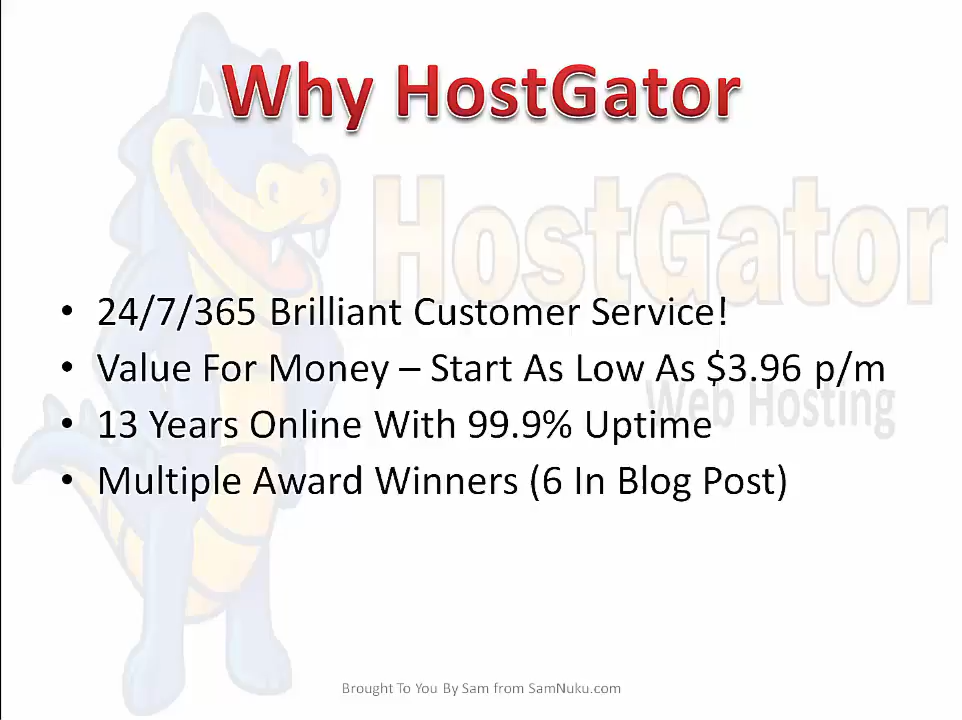 Why HostGator
HostGator
• 24/7/365 Brilliant Customer Service!
• Value For Money – Start As Low As $3.96 p/m
Web Hosting
• 13 Years Online With 99.9% Uptime
• Multiple Award Winners (6 In Blog Post)
Brought To You By Sam from SamNuku.com